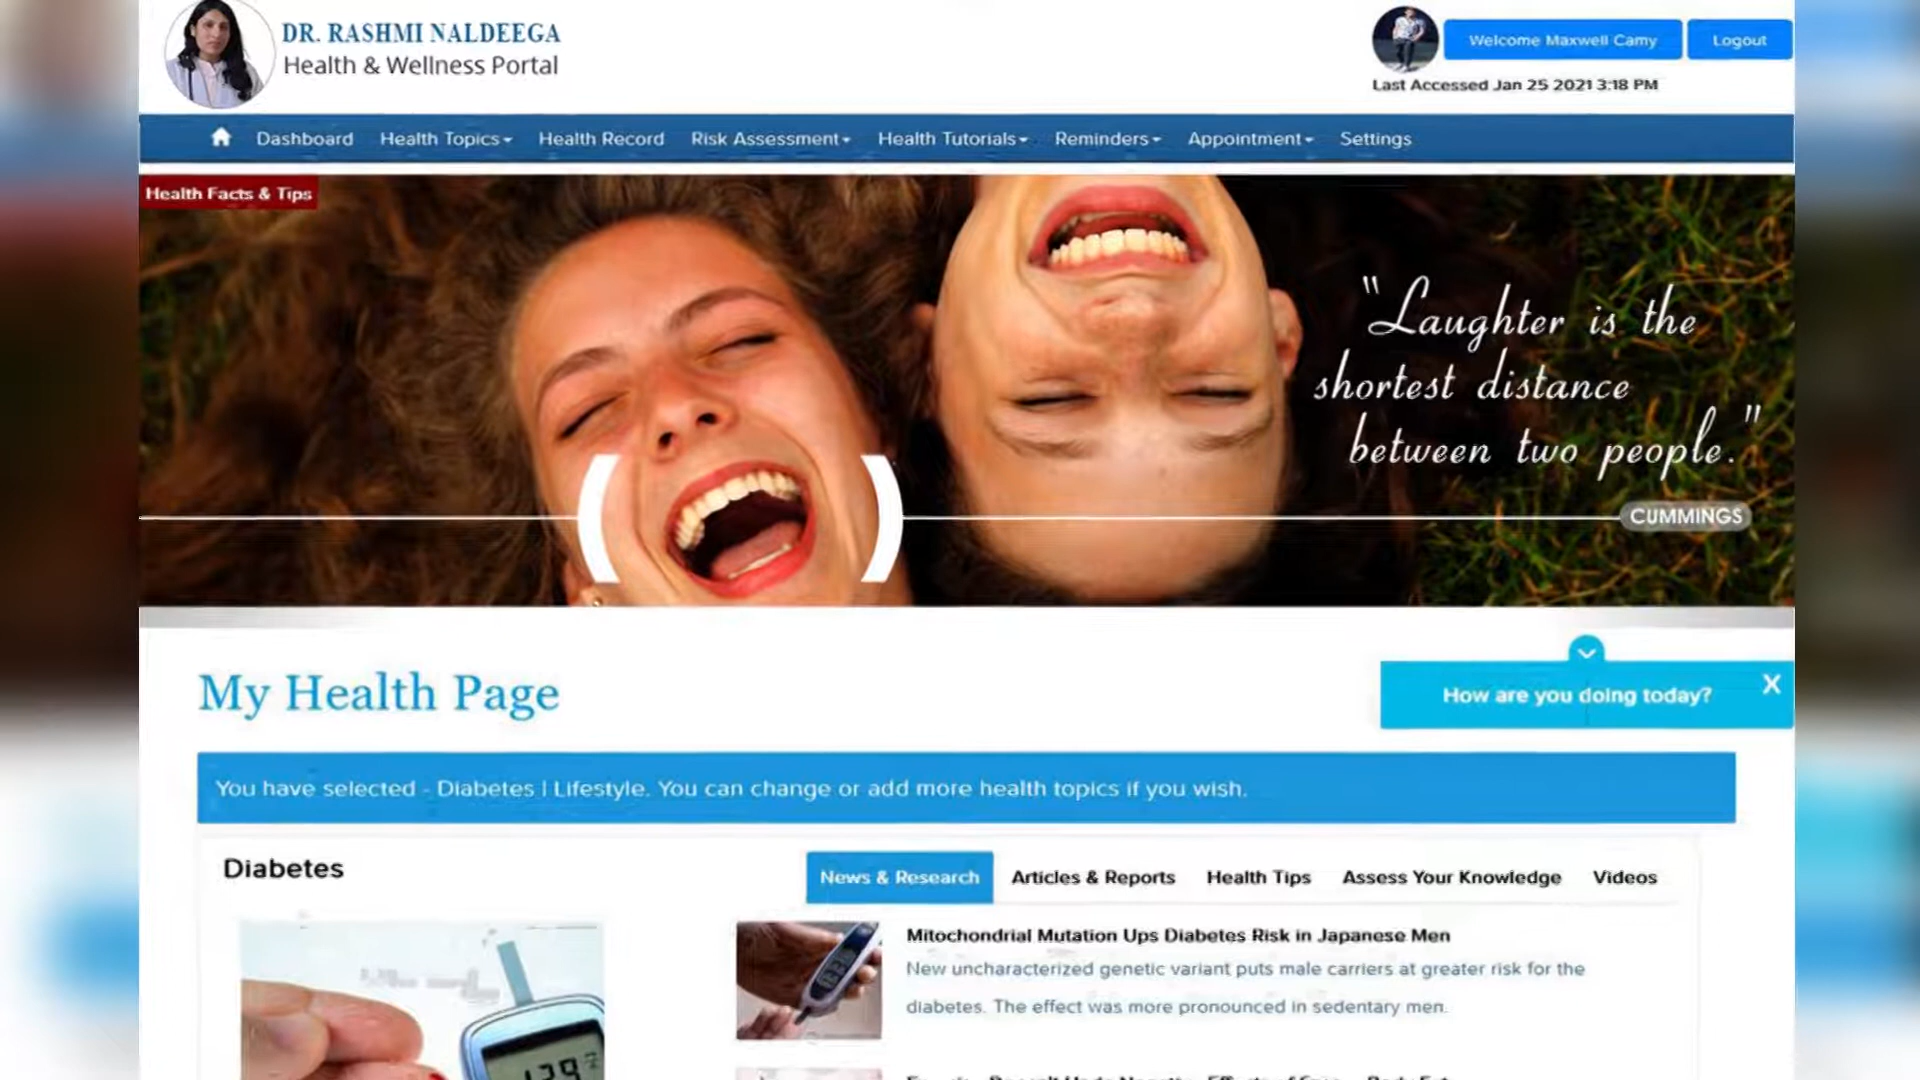 DR. RASHMI NALDEEGA
Health & Wellness Portal
Welcome Maxwell Camy
Logout
Last Accessed Jan 25 2021 3:18 PM
Dashboard
Health Topics
Health Record
Risk Assessment
Health Tutorials
Reminders
Appointment
Settings
Health Facts & Tips
"Laughter is the
shortest distance
between two people."
CUMMINGS
My Health Page
How are you doing today?
X
You have selected - Diabetes | Lifestyle. You can change or add more health topics if you wish.
Diabetes
News & Research
Articles & Reports
Health Tips
Assess Your Knowledge
Videos
Mitochondrial Mutation Ups Diabetes Risk in Japanese Men
New uncharacterized genetic variant puts male carriers at greater risk for the
diabetes. The effect was more pronounced in sedentary men.